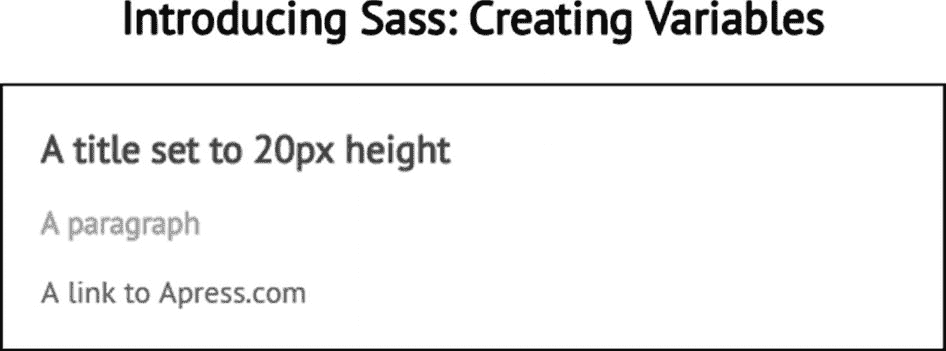 Introducing Sass: Creating Variables
A title set to 20px height
A paragraph
A link to Apress.com